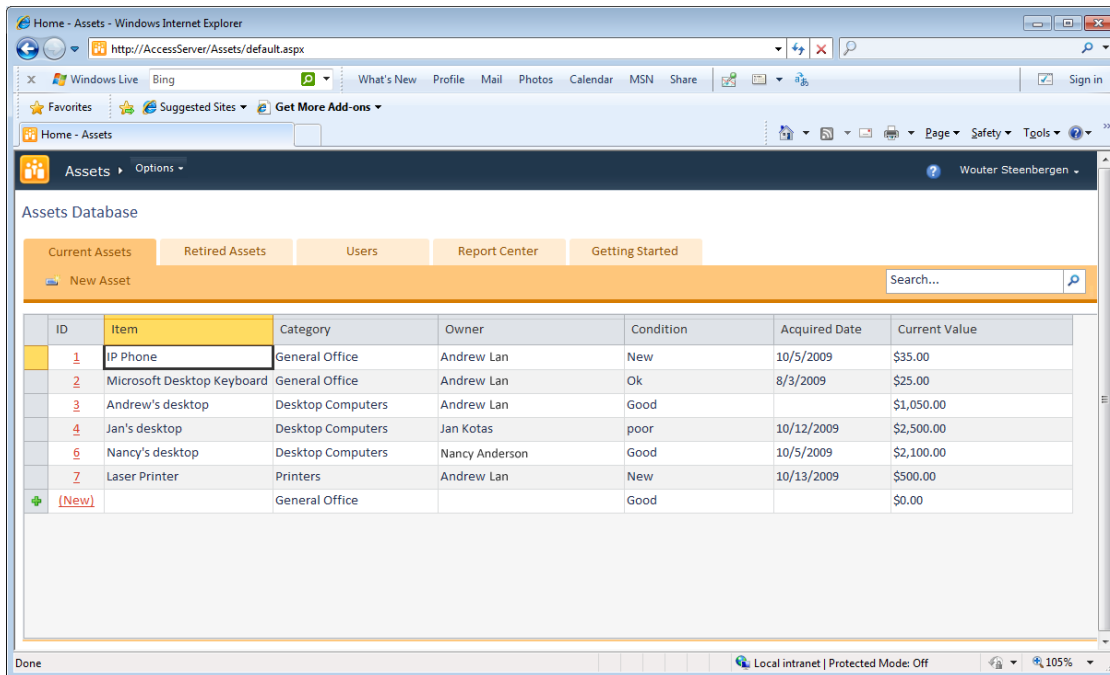 Home - Assets - Windows Internet Explorer
http://AccessServer/Assets/default.aspx
x Windows Live Bing What's New Profile Mail Photos Calendar MSN Share Sign in
Favorites Suggested Sites Get More Add-ons
Home - Assets Page Safety Tools
Assets Options Wouter Steenbergen
Assets Database
Current Assets Retired Assets Users Report Center Getting Started
New Asset Search...
ID Item Category Owner Condition Acquired Date Current Value
1 IP Phone General Office Andrew Lan New 10/5/2009 $35.00
2 Microsoft Desktop Keyboard General Office Andrew Lan Ok 8/3/2009 $25.00
3 Andrew's desktop Desktop Computers Andrew Lan Good $1,050.00
4 Jan's desktop Desktop Computers Jan Kotas poor 10/12/2009 $2,500.00
6 Nancy's desktop Desktop Computers Nancy Anderson Good 10/5/2009 $2,100.00
7 Laser Printer Printers Andrew Lan New 10/13/2009 $500.00
(New) General Office Good $0.00
Done Local intranet | Protected Mode: Off 105%